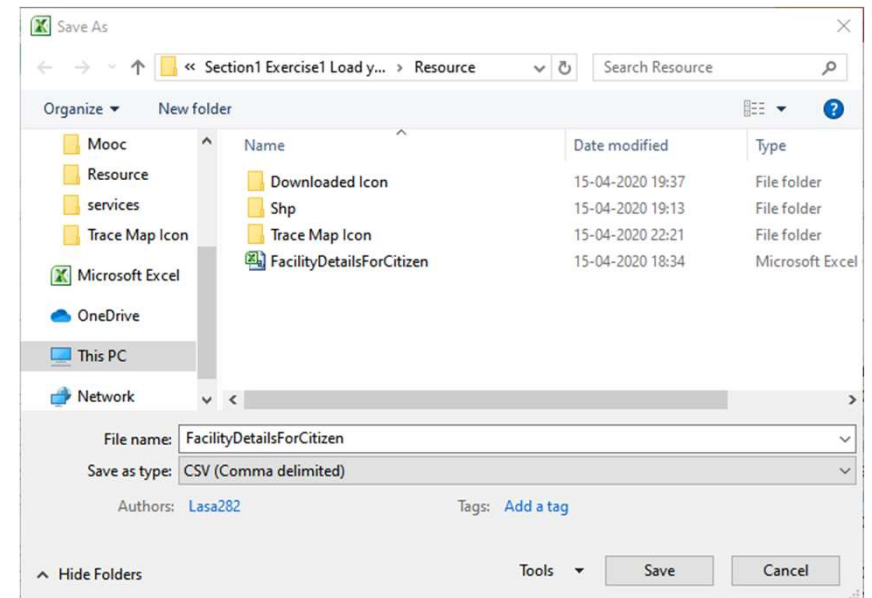 Save As
« Section1 Exercise1 Load y... › Resource
Search Resource
Organize
New folder
Mooc
Resource
services
Trace Map Icon
Microsoft Excel
OneDrive
This PC
Network
Name Date modified Type
Downloaded Icon 15-04-2020 19:37 File folder
Shp 15-04-2020 19:13 File folder
Trace Map Icon 15-04-2020 22:21 File folder
FacilityDetailsForCitizen 15-04-2020 18:34 Microsoft Excel
File name: FacilityDetailsForCitizen
Save as type: CSV (Comma delimited)
Authors: Lasa282 Tags: Add a tag
Hide Folders Tools Save Cancel